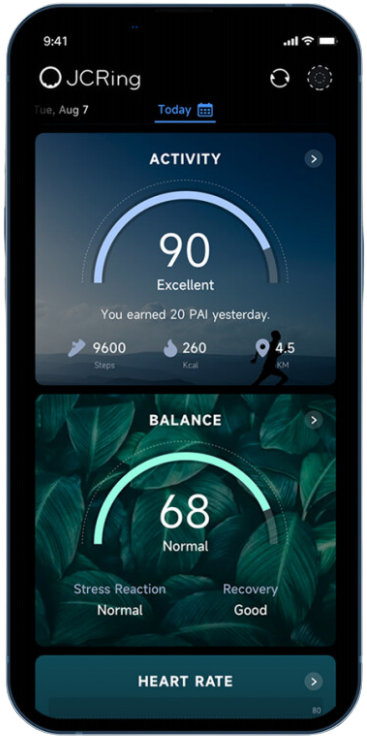 9:41
JCRing
Tue, Aug 7 Today
ACTIVITY
90
Excellent
You earned 20 PAI yesterday.
9600 260 4.5
Steps Kcal KM
BALANCE
68
Normal
Stress Reaction Recovery
Normal Good
HEART RATE
80